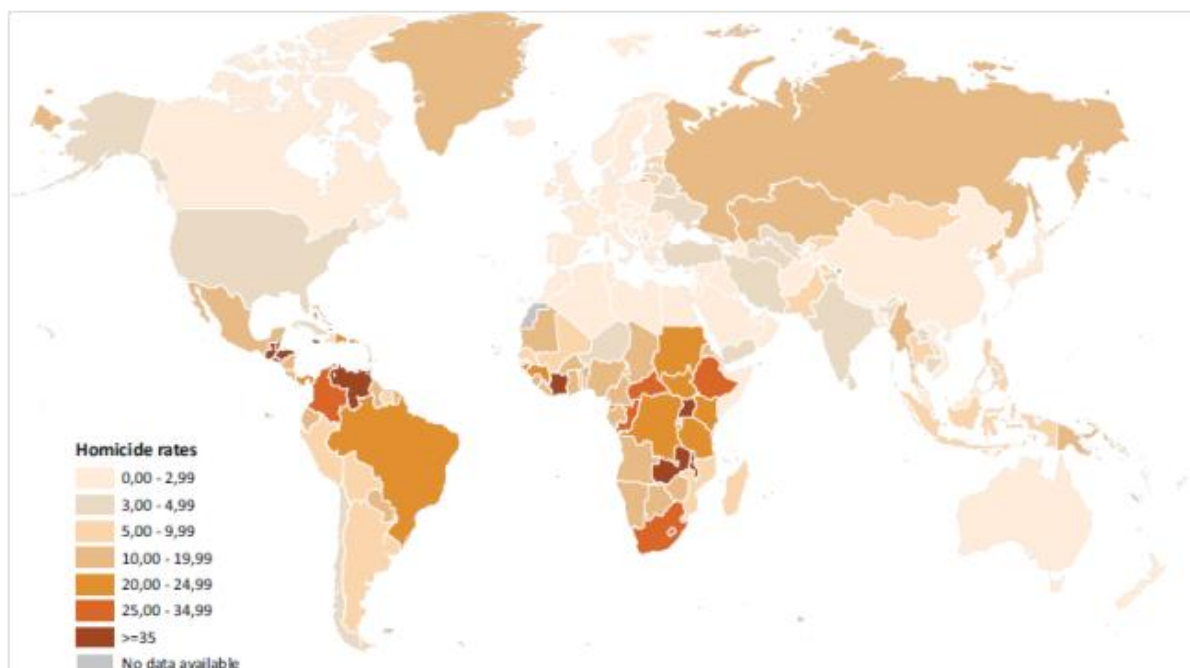 Homicide rates
0,00 - 2,99
3,00 - 4,99
5,00 - 9,99
10,00 - 19,99
20,00 - 24,99
25,00 - 34,99
>=35
No data available